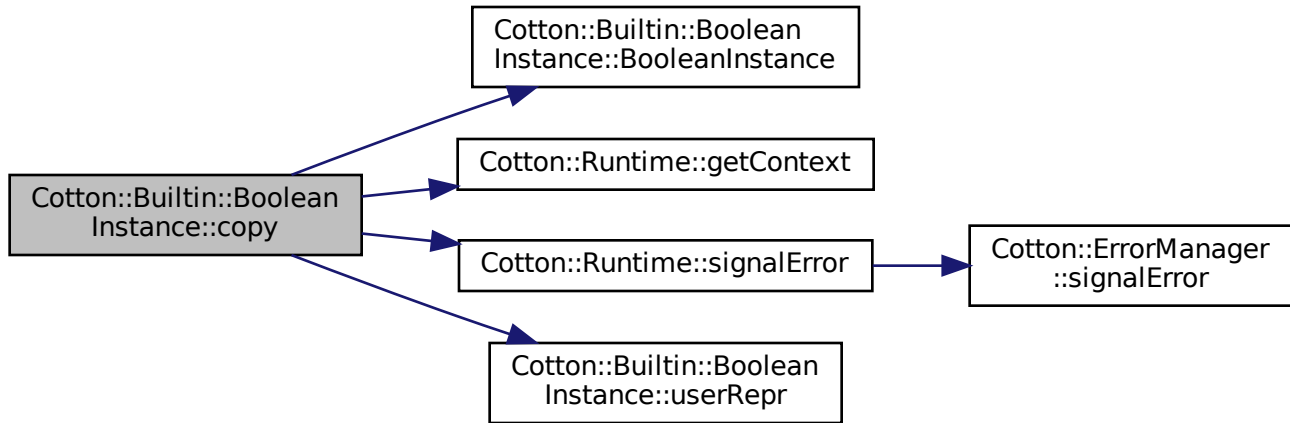 Cotton::Builtin::Boolean
Instance::copy
Cotton::Builtin::Boolean
Instance::BooleanInstance
Cotton::Runtime::getContext
Cotton::Runtime::signalError
Cotton::Builtin::Boolean
Instance::userRepr
Cotton::ErrorManager
::signalError